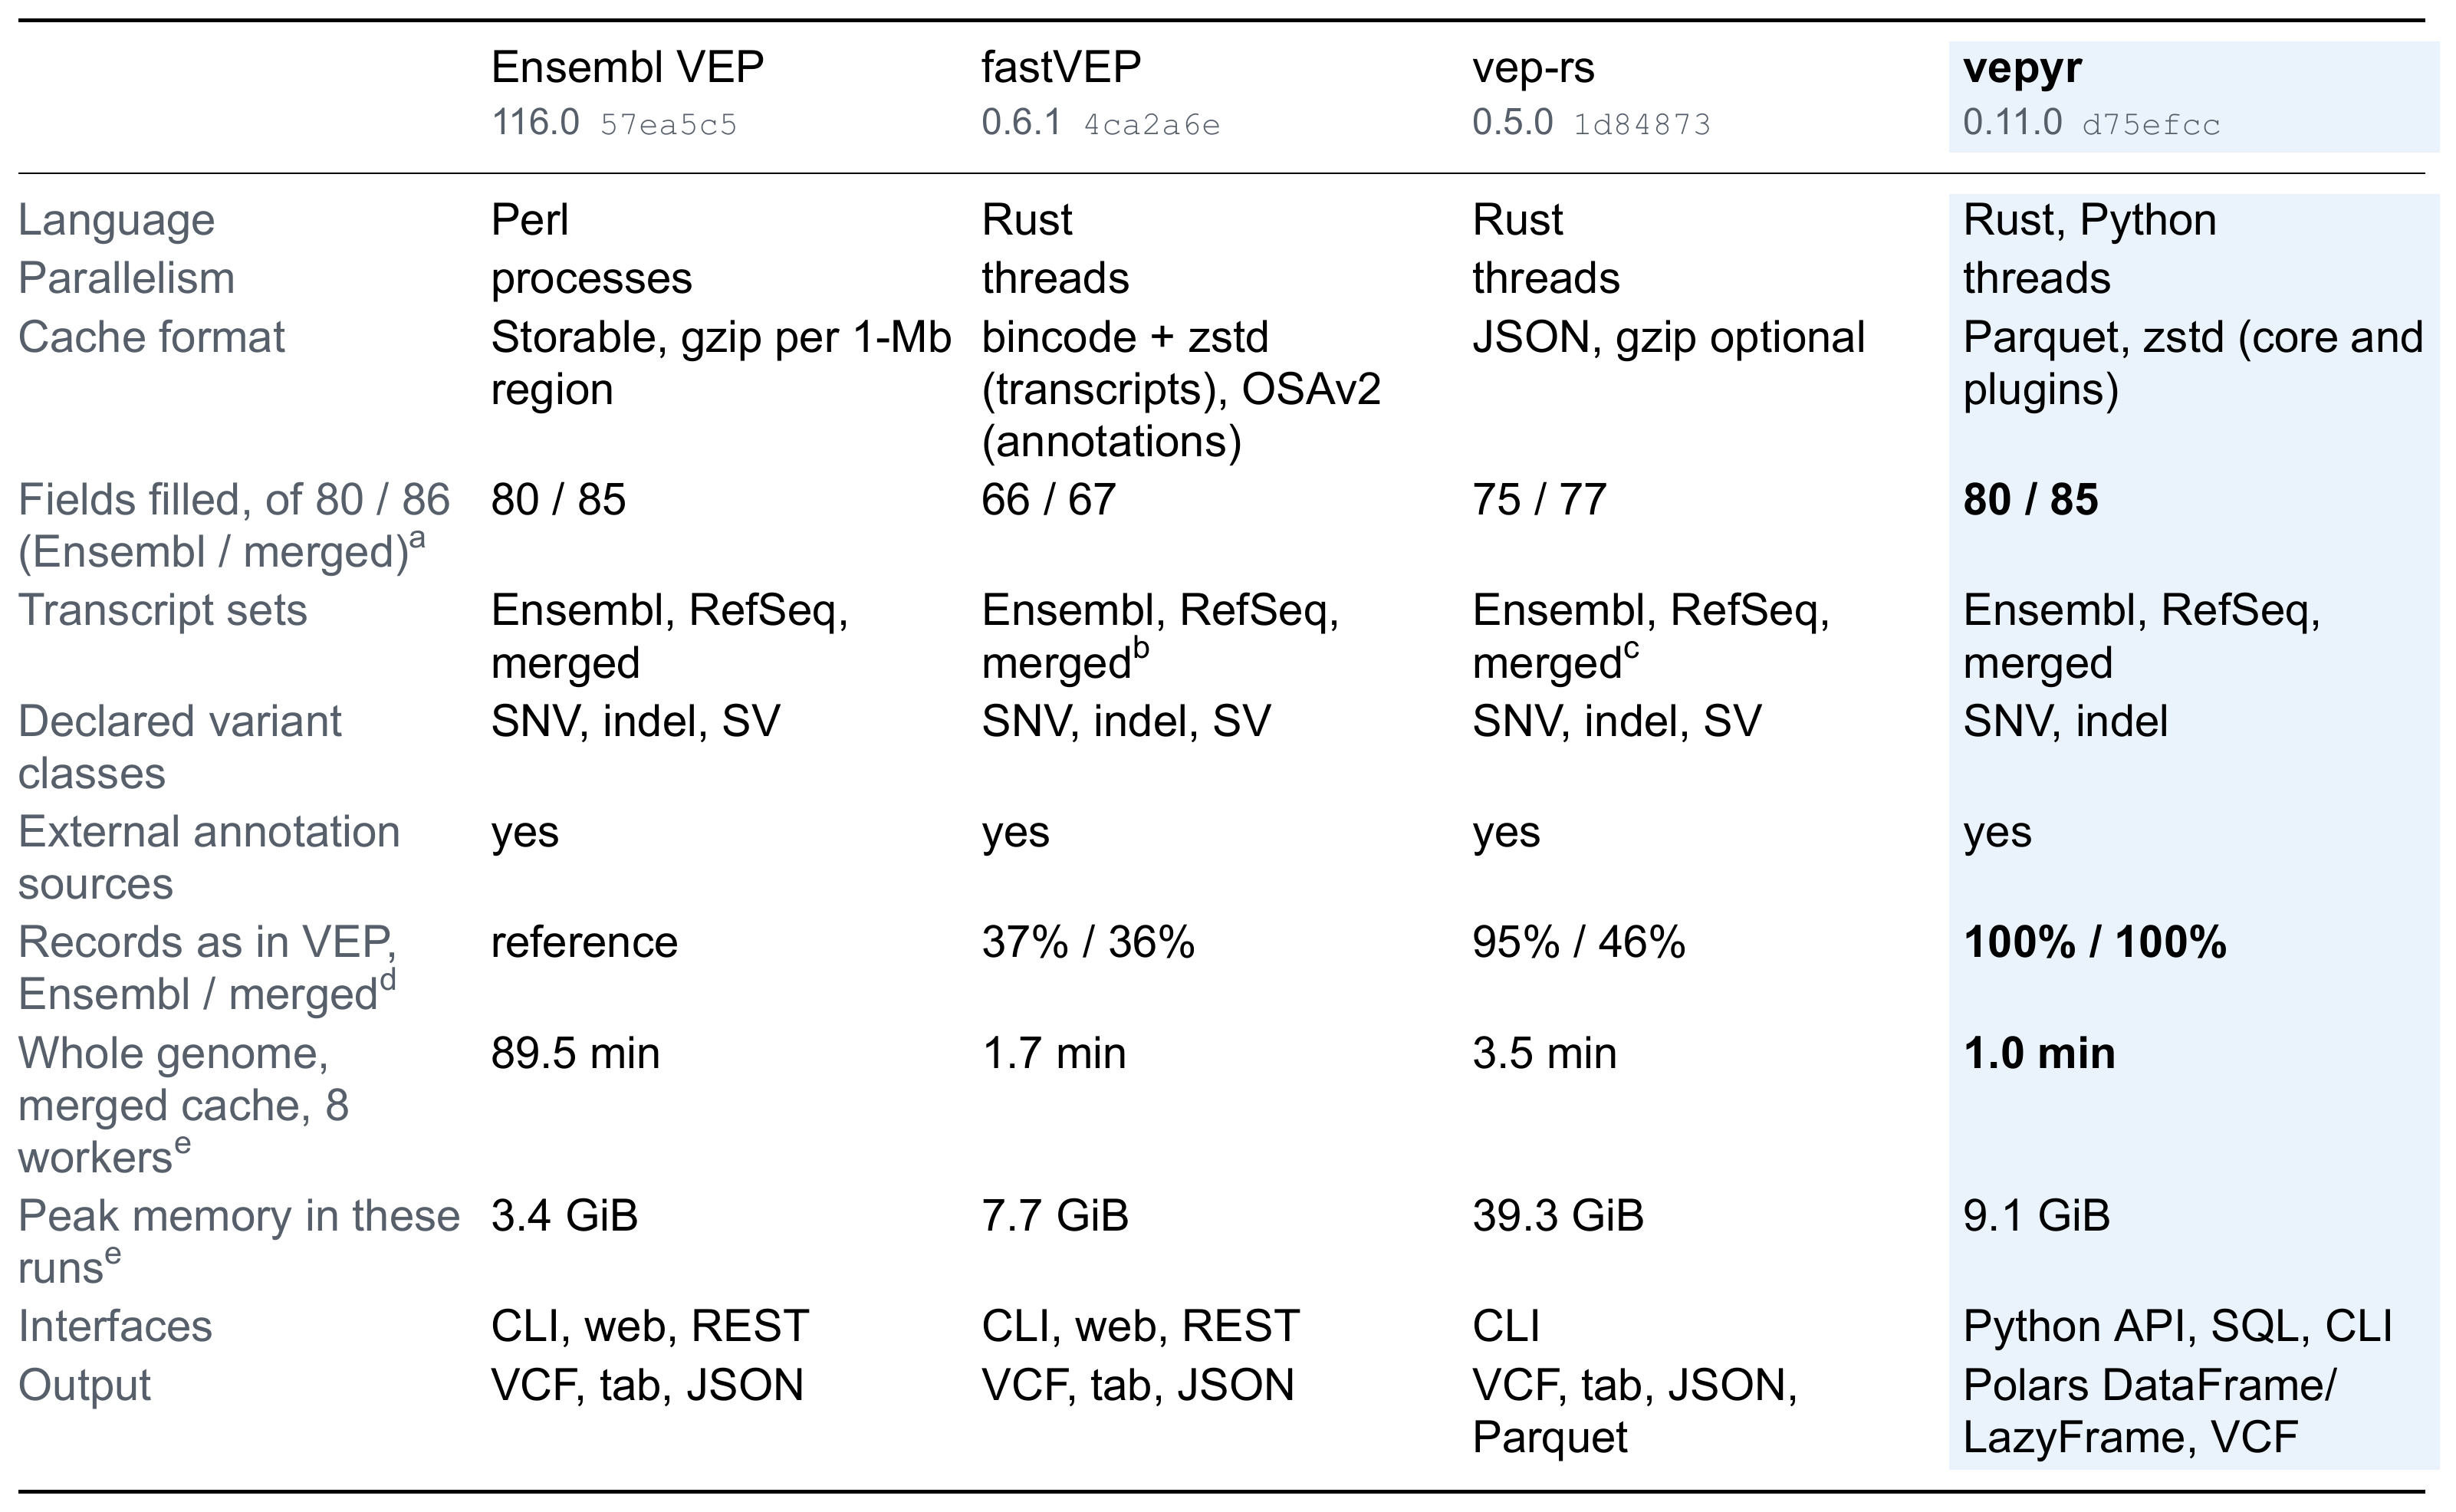 Ensembl VEP fastVEP vep-rs vepyr
116.0 57ea5c5 0.6.1 4ca2a6e 0.5.0 1d84873 0.11.0 d75efcc
Language Perl Rust Rust Rust, Python
Parallelism processes threads threads threads
Cache format Storable, gzip per 1-Mb bincode + zstd JSON, gzip optional Parquet, zstd (core and
region (transcripts), OSAv2 plugins)
(annotations)
Fields filled, of 80 / 86 80 / 85 66 / 67 75 / 77 80 / 85
(Ensembl / merged)a
Transcript sets Ensembl, RefSeq, Ensembl, RefSeq, Ensembl, RefSeq, Ensembl, RefSeq,
merged mergedb mergedc merged
Declared variant SNV, indel, SV SNV, indel, SV SNV, indel, SV SNV, indel
classes
External annotation yes yes yes yes
sources
Records as in VEP, reference 37% / 36% 95% / 46% 100% / 100%
Ensembl / mergedd
Whole genome, 89.5 min 1.7 min 3.5 min 1.0 min
merged cache, 8
workerse
Peak memory in these 3.4 GiB 7.7 GiB 39.3 GiB 9.1 GiB
runse
Interfaces CLI, web, REST CLI, web, REST CLI Python API, SQL, CLI
Output VCF, tab, JSON VCF, tab, JSON VCF, tab, JSON, Polars DataFrame/
Parquet LazyFrame, VCF